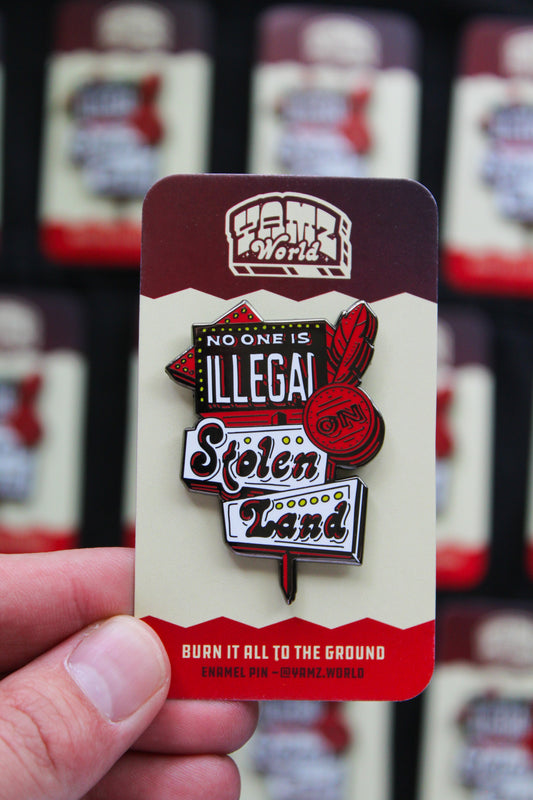 YAMZ
World
NO ONE IS
ILLEGAL
ON
Stolen
Land
BURN IT ALL TO THE GROUND
ENAMEL PIN – @YAMZ.WORLD